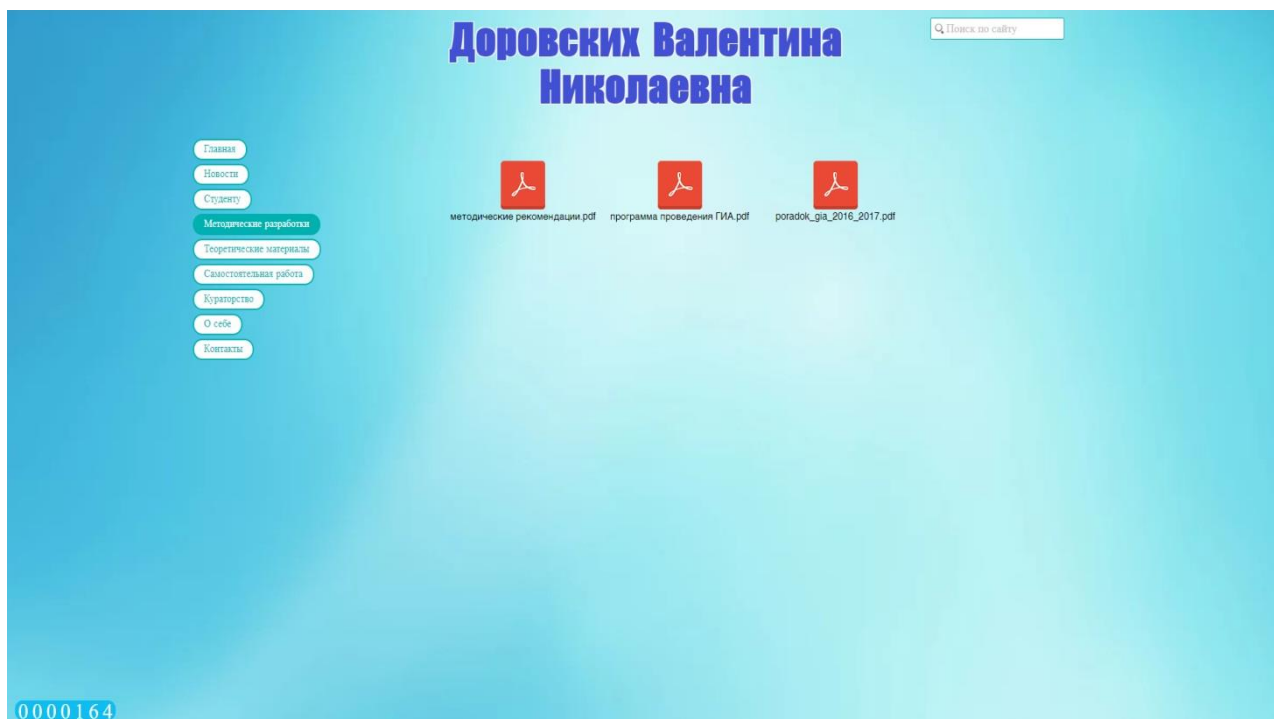 Доровских Валентина
Николаевна
Поиск по сайту
Главная
Новости
Студенту
Методические разработки
Теоретические материалы
Самостоятельная работа
Кураторство
О себе
Контакты
методические рекомендации.pdf
программа проведения ГИА.pdf
poradok_gia_2016_2017.pdf
0000164